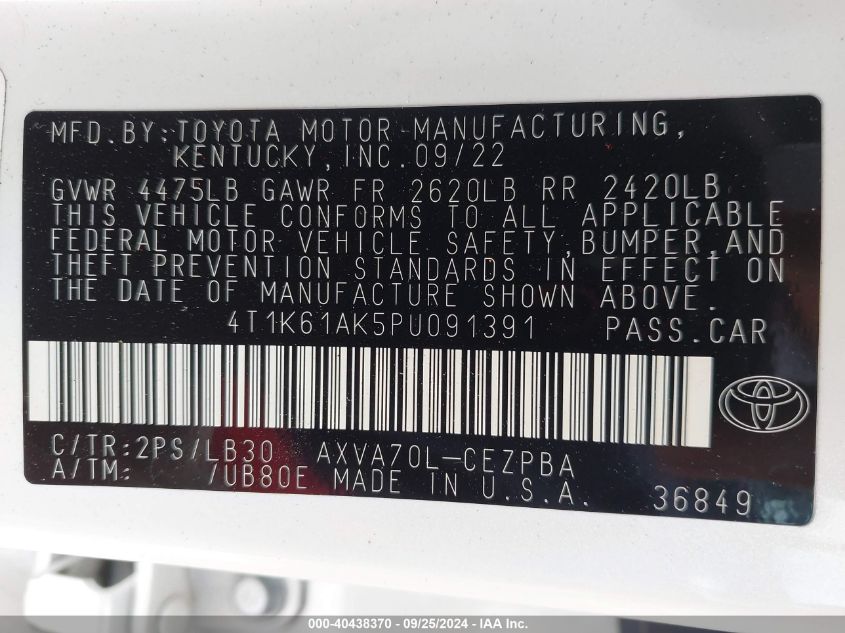 MFD.BY:TOYOTA MOTOR MANUFACTURING,
KENTUCKY,INC.09/22
GVWR 4475LB GAWR FR 2620LB RR 2420LB
THIS VEHICLE CONFORMS TO ALL APPLICABLE
FEDERAL MOTOR VEHICLE SAFETY,BUMPER,AND
THEFT PREVENTION STANDARDS IN EFFECT ON
THE DATE OF MANUFACTURE SHOWN ABOVE.
4T1K61AK5PU091391 PASS.CAR
C/TR:2PS/LB30 AXVA70L-CEZPBA
A/TM: /UB80E MADE IN U.S.A. 36849
000-40438370 - 09/25/2024 - IAA Inc.